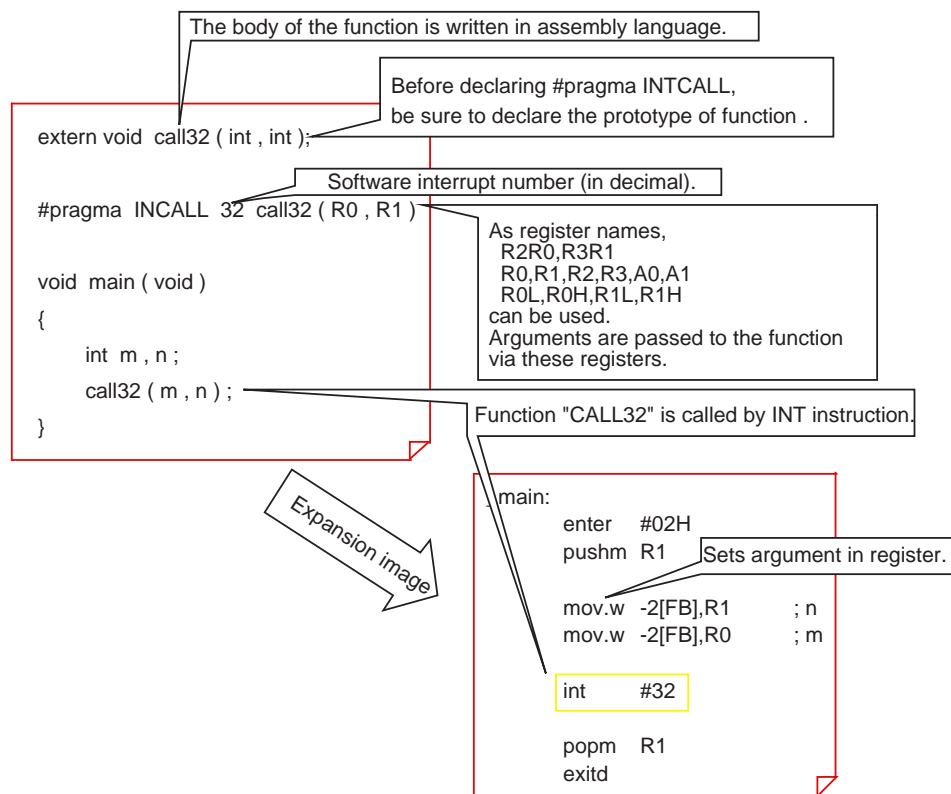 The body of the function is written in assembly language.
Before declaring #pragma INTCALL,
be sure to declare the prototype of function .
extern void call32 ( int , int );
Software interrupt number (in decimal).
#pragma INCALL 32 call32 ( R0 , R1 )
As register names,
R2R0,R3R1
R0,R1,R2,R3,A0,A1
R0L,R0H,R1L,R1H
can be used.
Arguments are passed to the function
via these registers.
void main ( void )
{
int m , n ;
call32 ( m , n ) ;
}
Function "CALL32" is called by INT instruction.
Expansion image
_main:
enter #02H
pushm R1
Sets argument in register.
mov.w -2[FB],R1 ; n
mov.w -2[FB],R0 ; m
int #32
popm R1
exitd